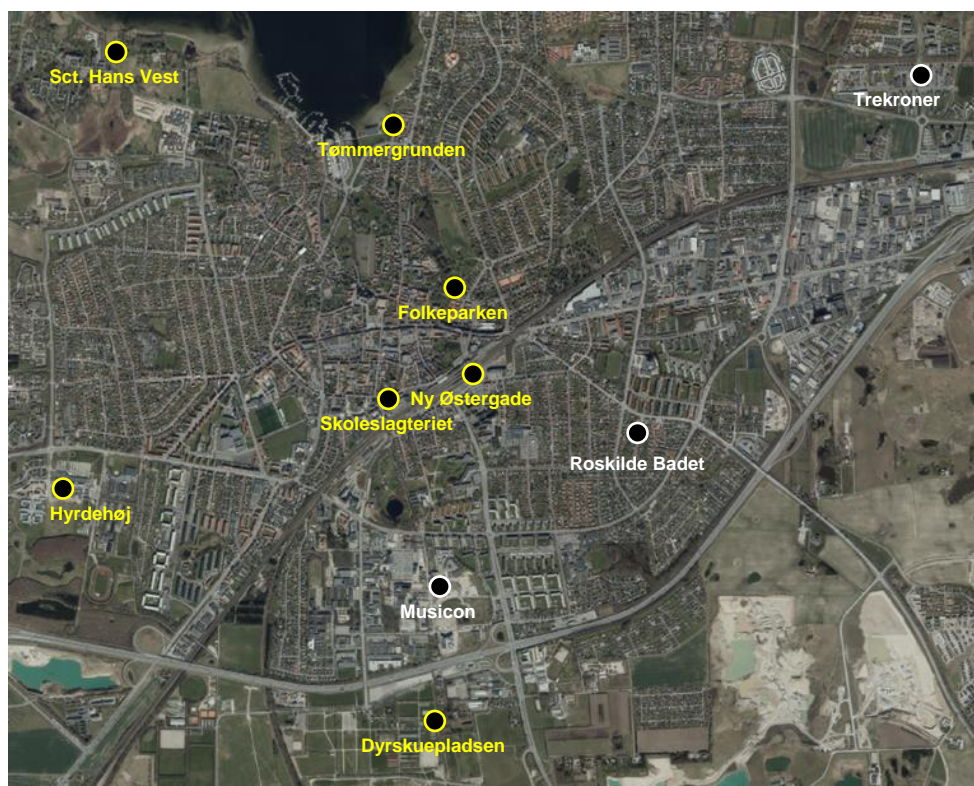 Sct. Hans Vest
Trekroner
Tømmergrunden
Folkeparken
Ny Østergade
Skoleslagteriet
Roskilde Badet
Hyrdehøj
Musicon
Dyrskuepladsen